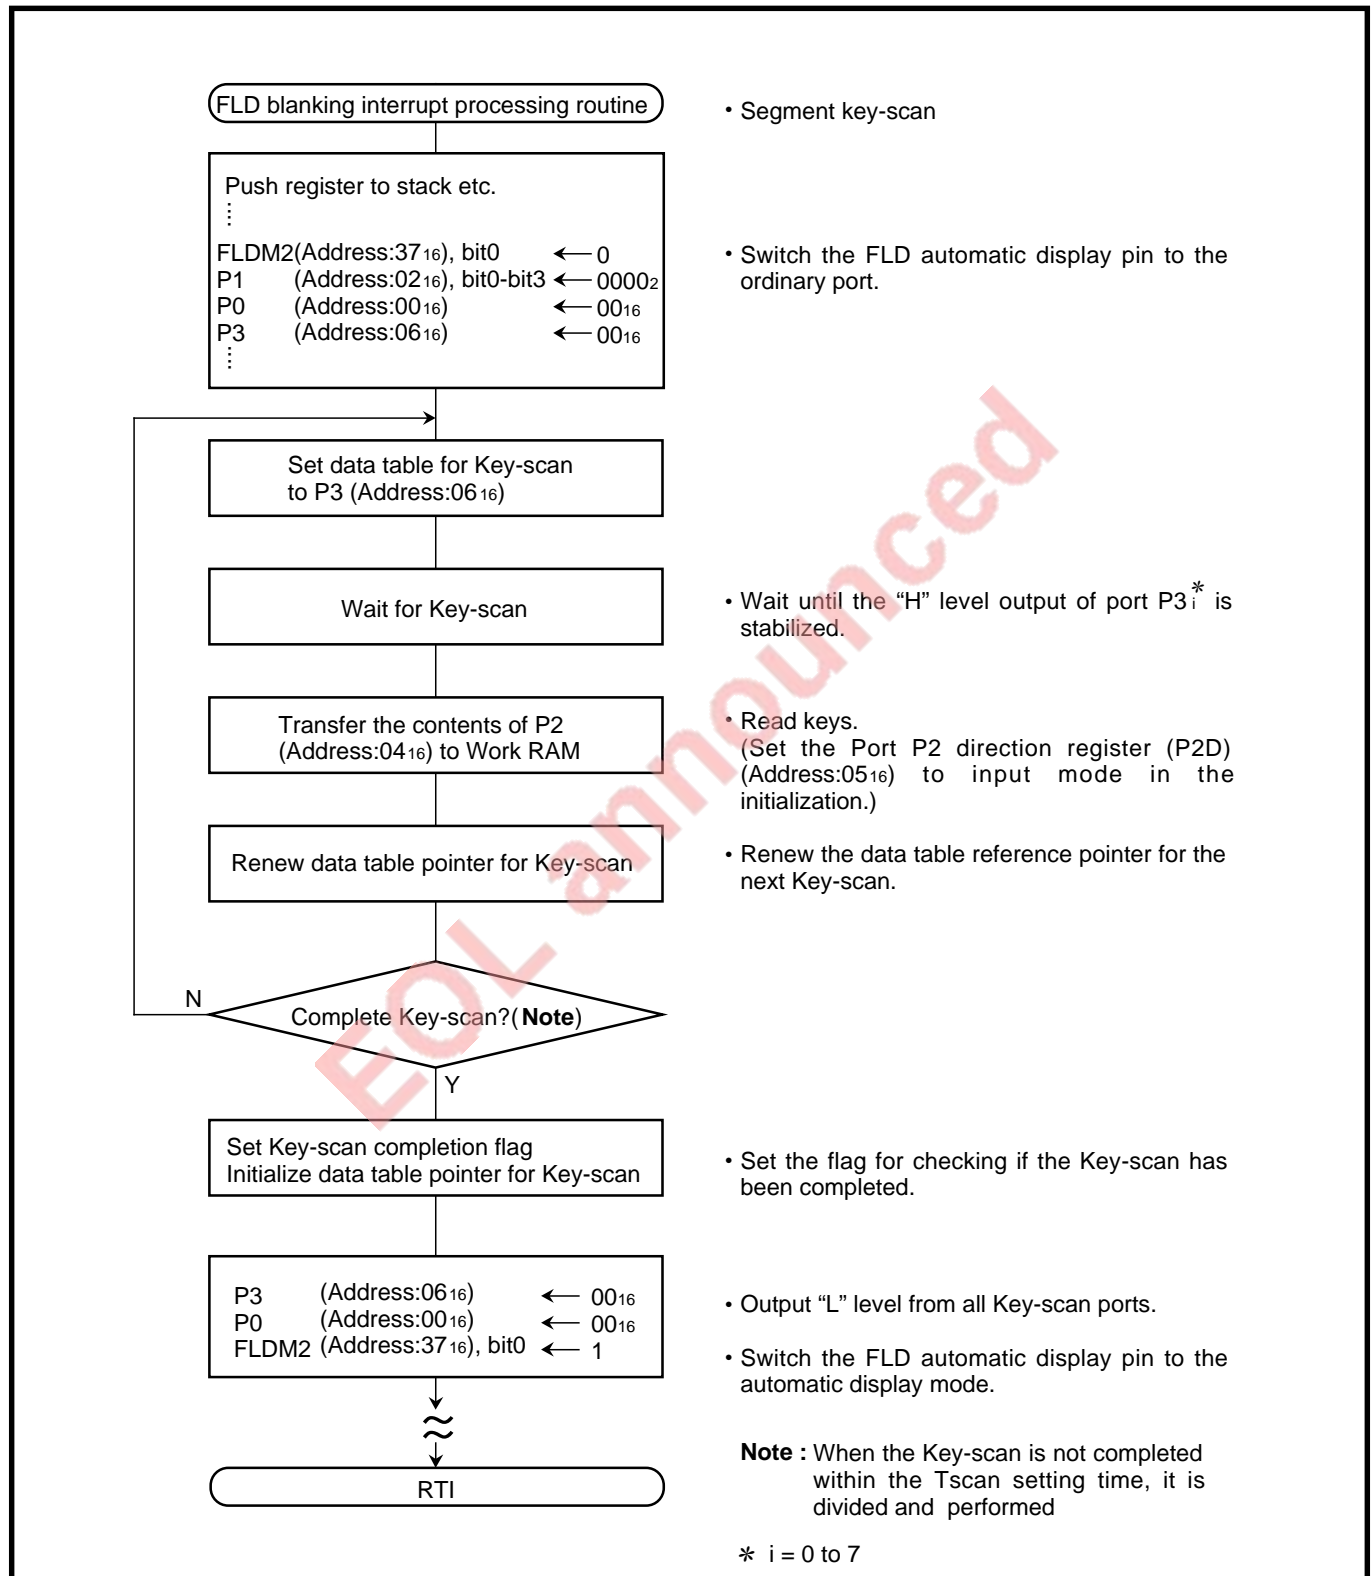 FLD blanking interrupt processing routine
• Segment key-scan
Push register to stack etc.
FLDM2(Address:37₁₆), bit0 ← 0
P1 (Address:02₁₆), bit0-bit3 ← 0000₂
P0 (Address:00₁₆) ← 00₁₆
P3 (Address:06₁₆) ← 00₁₆
• Switch the FLD automatic display pin to the
ordinary port.
Set data table for Key-scan
to P3 (Address:06₁₆)
Wait for Key-scan
• Wait until the “H” level output of port P3ᵢ* is
stabilized.
Transfer the contents of P2
(Address:04₁₆) to Work RAM
• Read keys.
(Set the Port P2 direction register (P2D)
(Address:05₁₆) to input mode in the
initialization.)
Renew data table pointer for Key-scan
• Renew the data table reference pointer for the
next Key-scan.
Complete Key-scan?(Note)
N
Y
Set Key-scan completion flag
Initialize data table pointer for Key-scan
• Set the flag for checking if the Key-scan has
been completed.
P3 (Address:06₁₆) ← 00₁₆
P0 (Address:00₁₆) ← 00₁₆
FLDM2 (Address:37₁₆), bit0 ← 1
• Output “L” level from all Key-scan ports.
• Switch the FLD automatic display pin to the
automatic display mode.
RTI
Note : When the Key-scan is not completed
within the Tscan setting time, it is
divided and performed
* i = 0 to 7
EOL announced